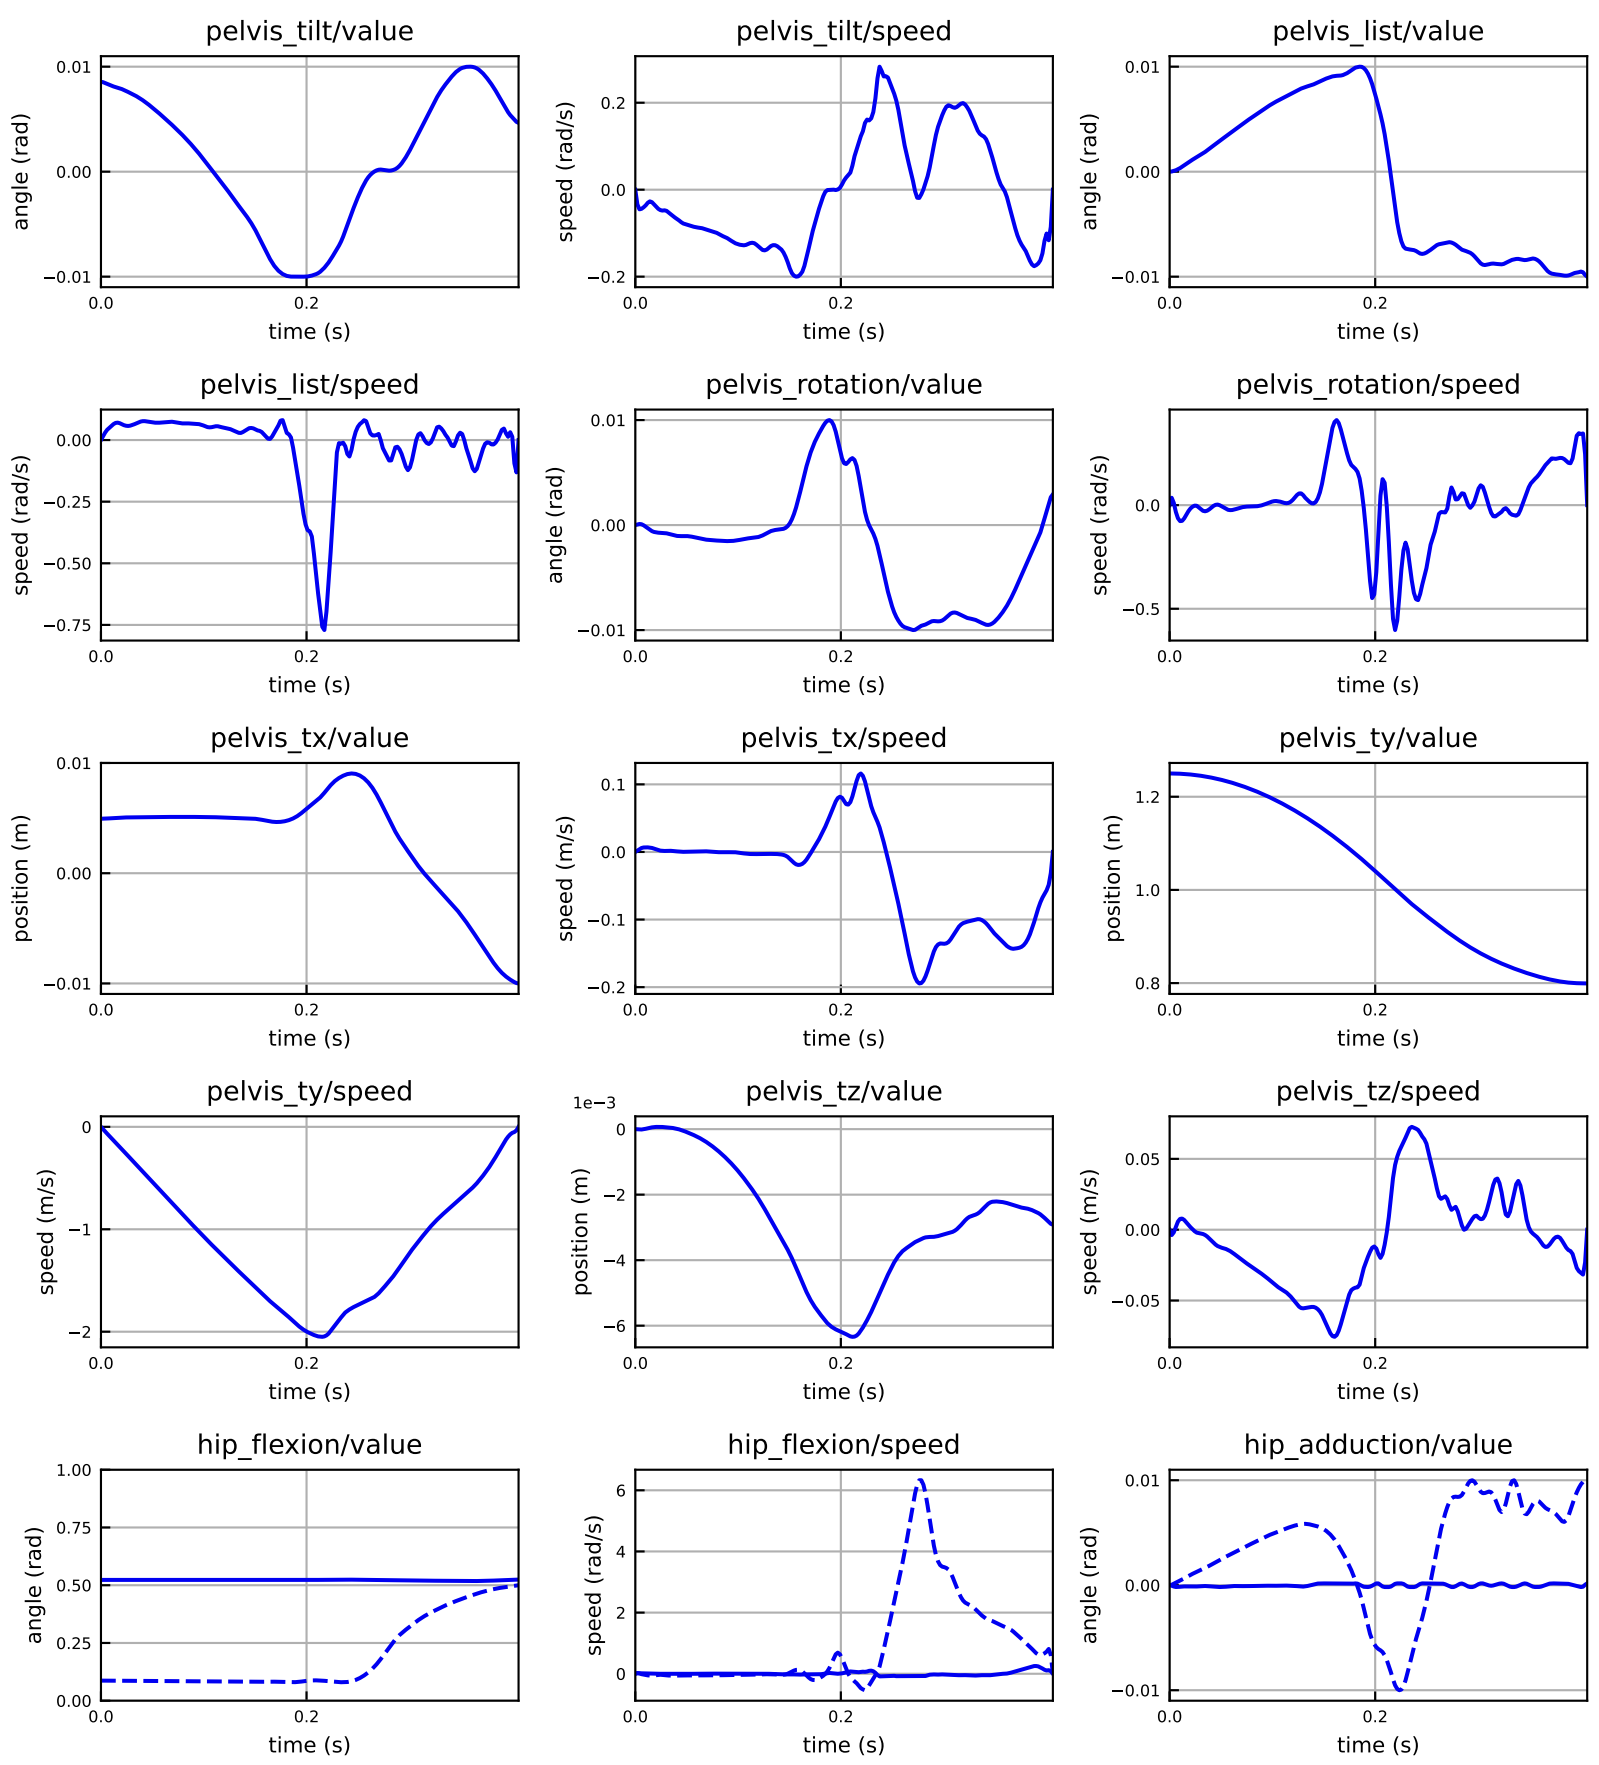 pelvis_tilt/value
pelvis_tilt/speed
pelvis_list/value
angle (rad)
0.01
0.00
−0.01
0.0
0.2
time (s)
speed (rad/s)
0.2
0.0
−0.2
0.0
0.2
time (s)
angle (rad)
0.01
0.00
−0.01
0.0
0.2
time (s)
pelvis_list/speed
pelvis_rotation/value
pelvis_rotation/speed
speed (rad/s)
0.00
−0.25
−0.50
−0.75
0.0
0.2
time (s)
angle (rad)
0.01
0.00
−0.01
0.0
0.2
time (s)
speed (rad/s)
0.0
−0.5
0.0
0.2
time (s)
pelvis_tx/value
pelvis_tx/speed
pelvis_ty/value
position (m)
0.01
0.00
−0.01
0.0
0.2
time (s)
speed (m/s)
0.1
0.0
−0.1
−0.2
0.0
0.2
time (s)
position (m)
1.2
1.0
0.8
0.0
0.2
time (s)
pelvis_ty/speed
pelvis_tz/value
pelvis_tz/speed
speed (m/s)
0
−1
−2
0.0
0.2
time (s)
1e−3
position (m)
0
−2
−4
−6
0.0
0.2
time (s)
speed (m/s)
0.05
0.00
−0.05
0.0
0.2
time (s)
hip_flexion/value
hip_flexion/speed
hip_adduction/value
angle (rad)
1.00
0.75
0.50
0.25
0.00
0.0
0.2
time (s)
speed (rad/s)
6
4
2
0
0.0
0.2
time (s)
angle (rad)
0.01
0.00
−0.01
0.0
0.2
time (s)